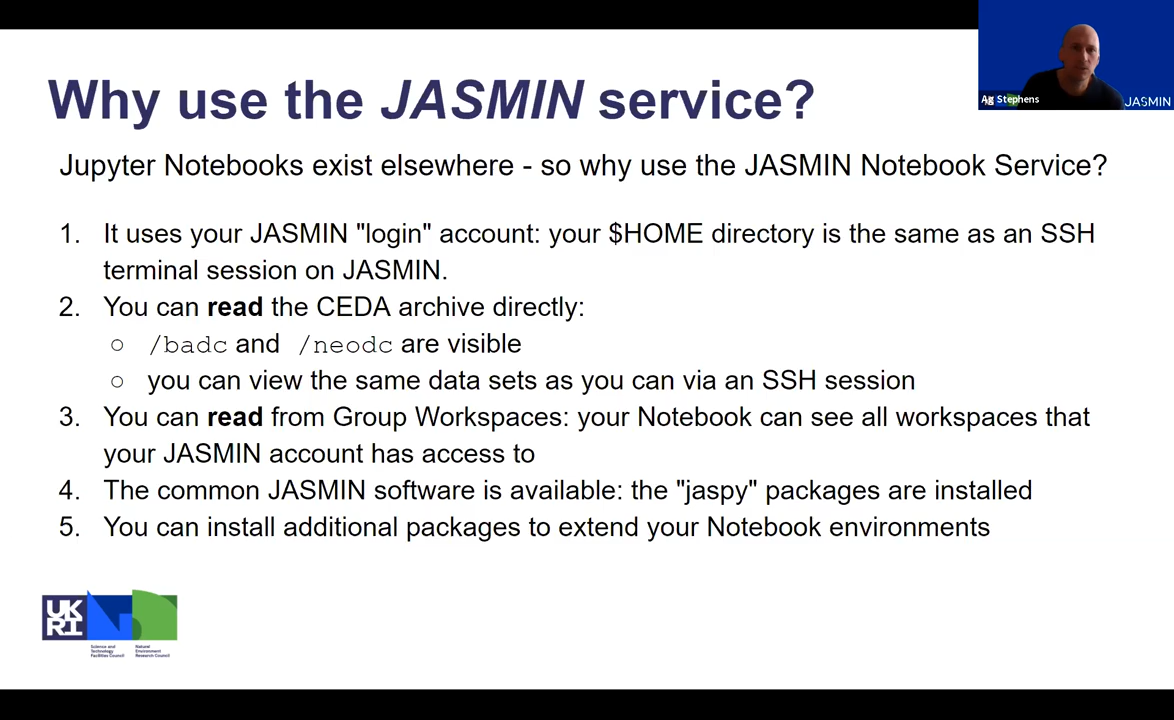 Why use the JASMIN service?
Ag Stephens
JASMIN
Jupyter Notebooks exist elsewhere - so why use the JASMIN Notebook Service?
1. It uses your JASMIN "login" account: your $HOME directory is the same as an SSH
terminal session on JASMIN.
2. You can read the CEDA archive directly:
○ /badc and /neodc are visible
○ you can view the same data sets as you can via an SSH session
3. You can read from Group Workspaces: your Notebook can see all workspaces that
your JASMIN account has access to
4. The common JASMIN software is available: the "jaspy" packages are installed
5. You can install additional packages to extend your Notebook environments
UK
RI
Science and
Technology
Facilities Council
Natural
Environment
Research Council